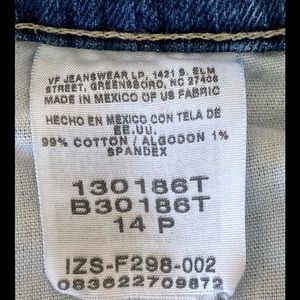 VF JEANSWEAR LP, 1421 S. ELM
STREET, GREENSBORO, NC 27406
MADE IN MEXICO OF US FABRIC
HECHO EN MEXICO CON TELA DE
EE.UU.
99% COTTON / ALGODON 1%
SPANDEX
130186T
B30186T
14 P
IZS-F298-002
083622709872